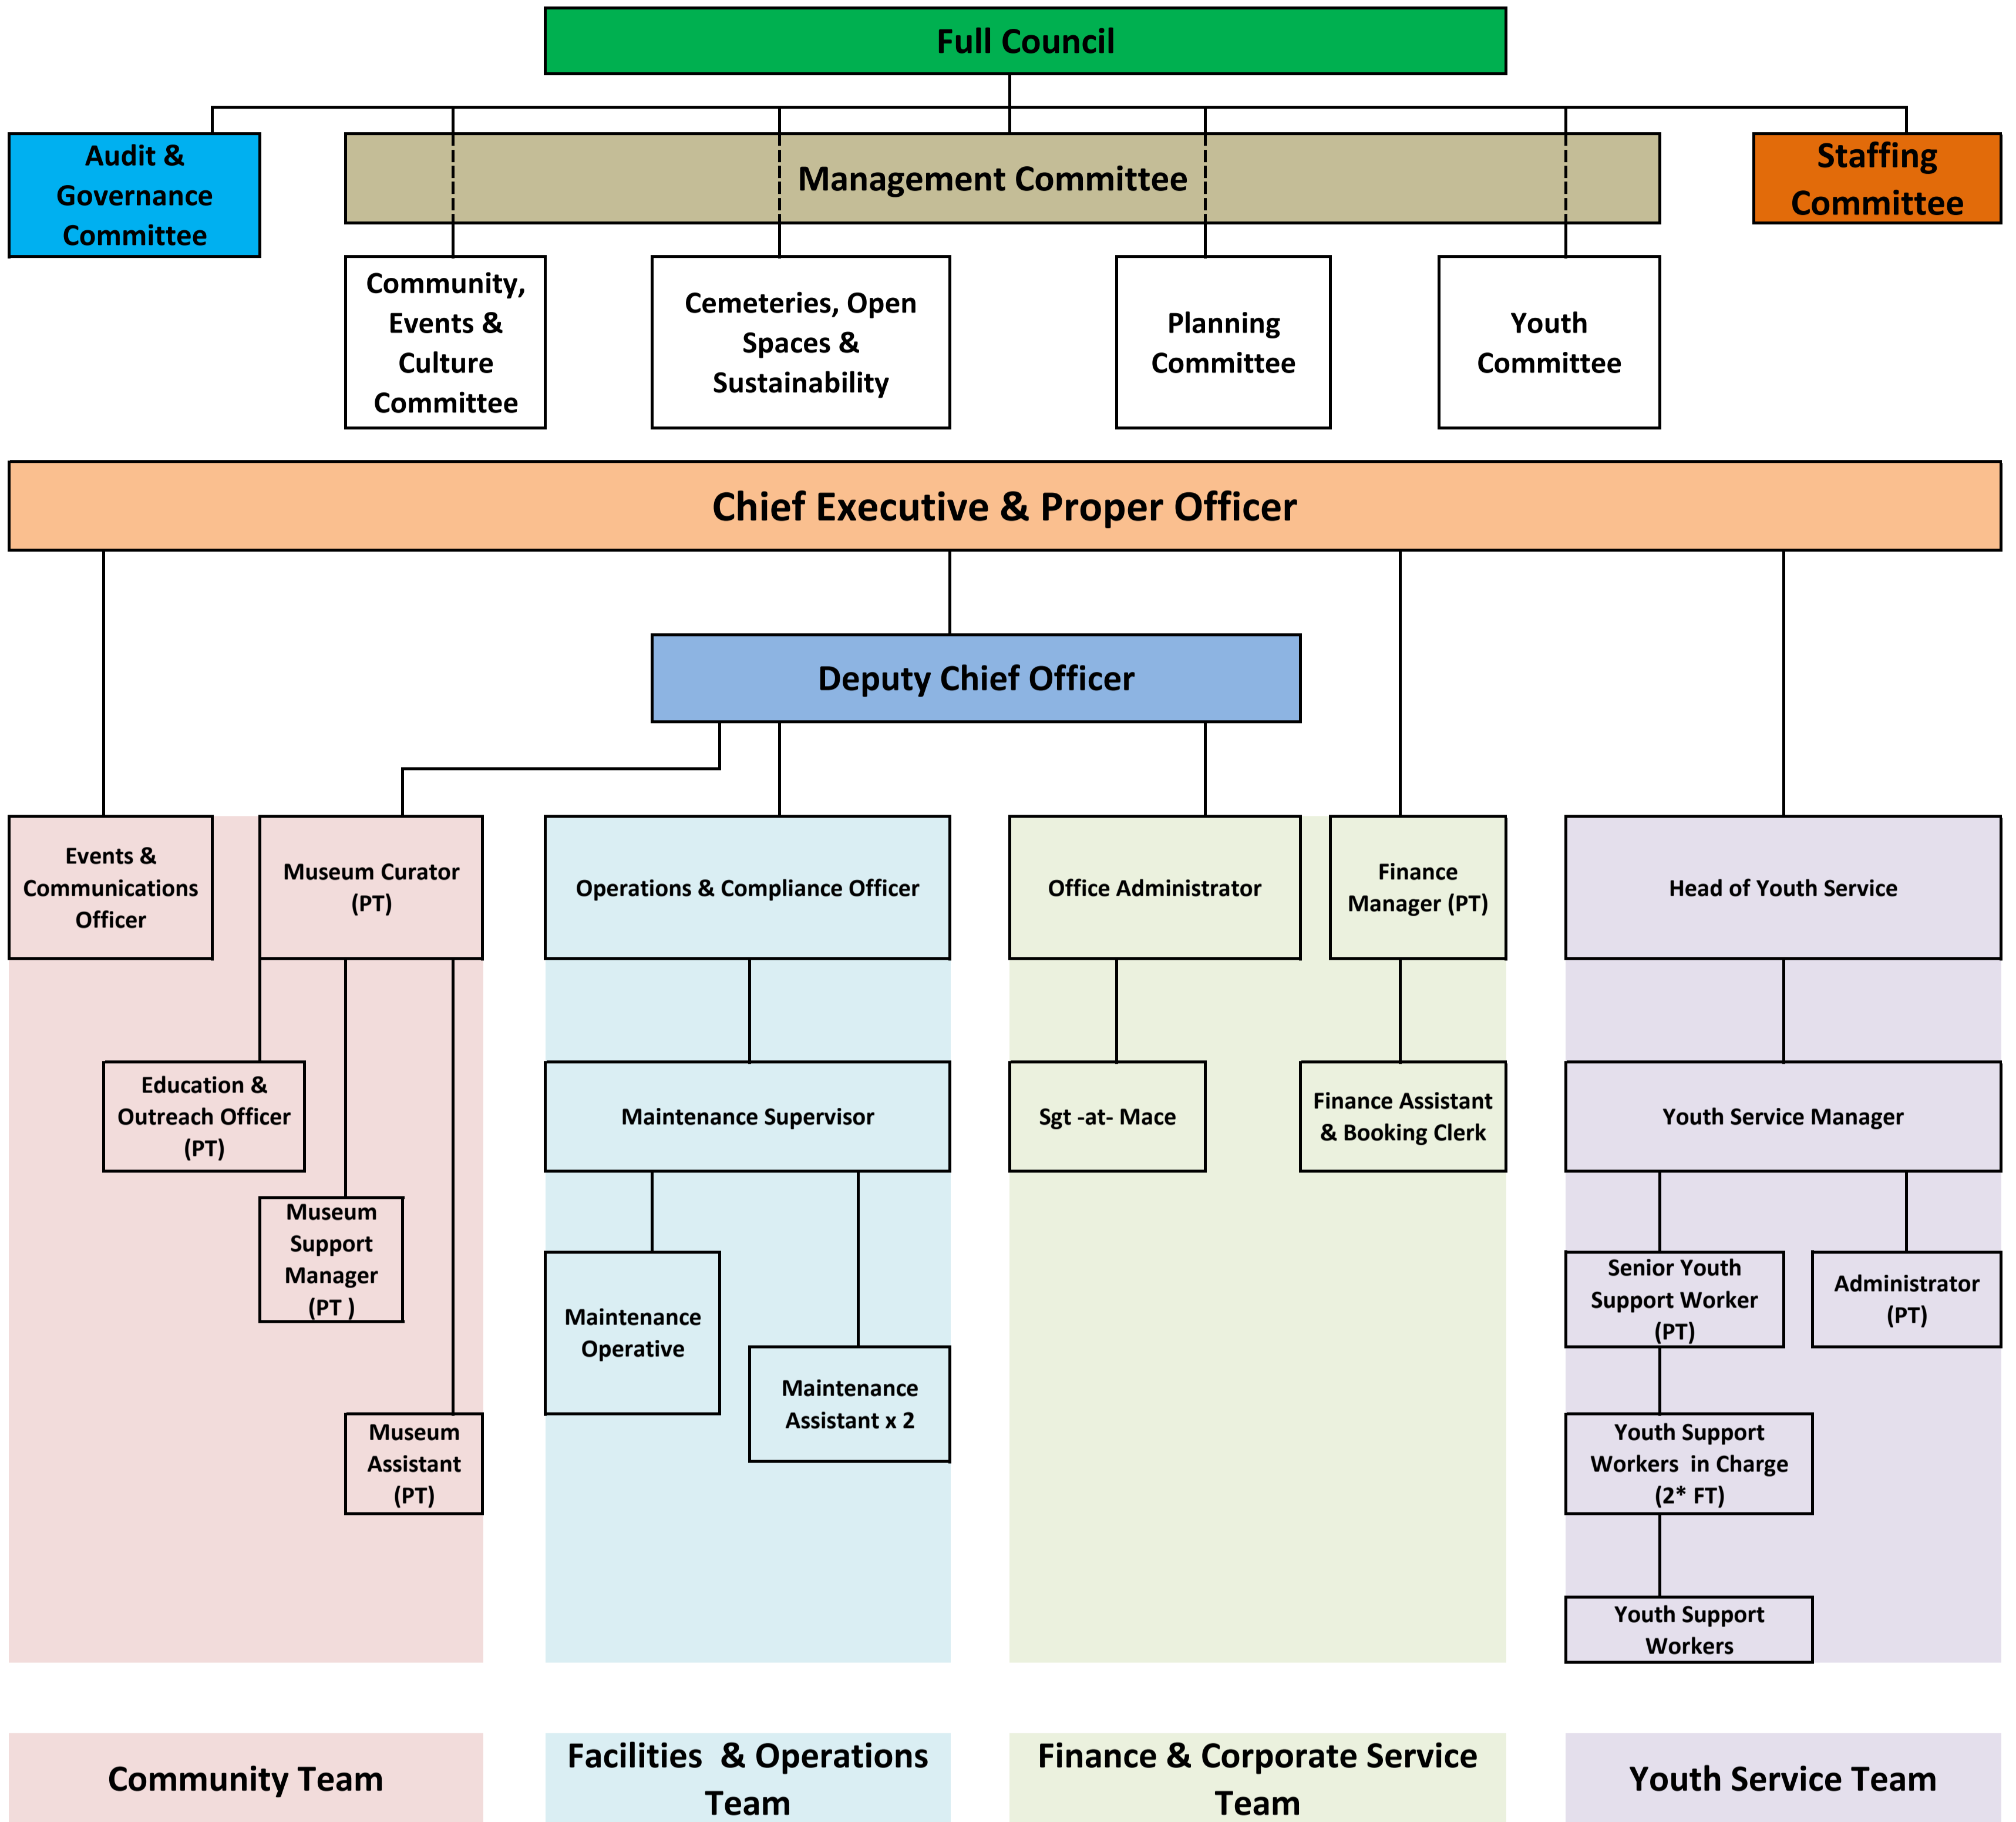 Full Council
Audit &
Governance
Committee
Management Committee
Staffing
Committee
Community,
Events &
Culture
Committee
Cemeteries, Open
Spaces &
Sustainability
Planning
Committee
Youth
Committee
Chief Executive & Proper Officer
Deputy Chief Officer
Events &
Communications
Officer
Museum Curator
(PT)
Operations & Compliance Officer
Office Administrator
Finance
Manager (PT)
Head of Youth Service
Education &
Outreach Officer
(PT)
Maintenance Supervisor
Sgt -at- Mace
Finance Assistant
& Booking Clerk
Youth Service Manager
Museum
Support
Manager
(PT )
Maintenance
Operative
Maintenance
Assistant x 2
Senior Youth
Support Worker
(PT)
Administrator
(PT)
Museum
Assistant
(PT)
Youth Support
Workers  in Charge
(2* FT)
Youth Support
Workers
Community Team
Facilities  & Operations
Team
Finance & Corporate Service
Team
Youth Service Team